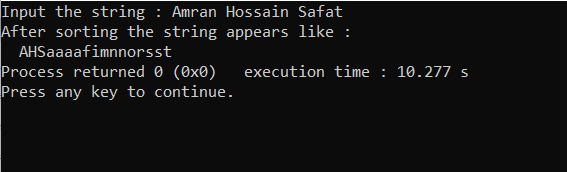 Input the string : Amran Hossain Safat
After sorting the string appears like :
  AHSaaaafimnnorsst
Process returned 0 (0x0)   execution time : 10.277 s
Press any key to continue.